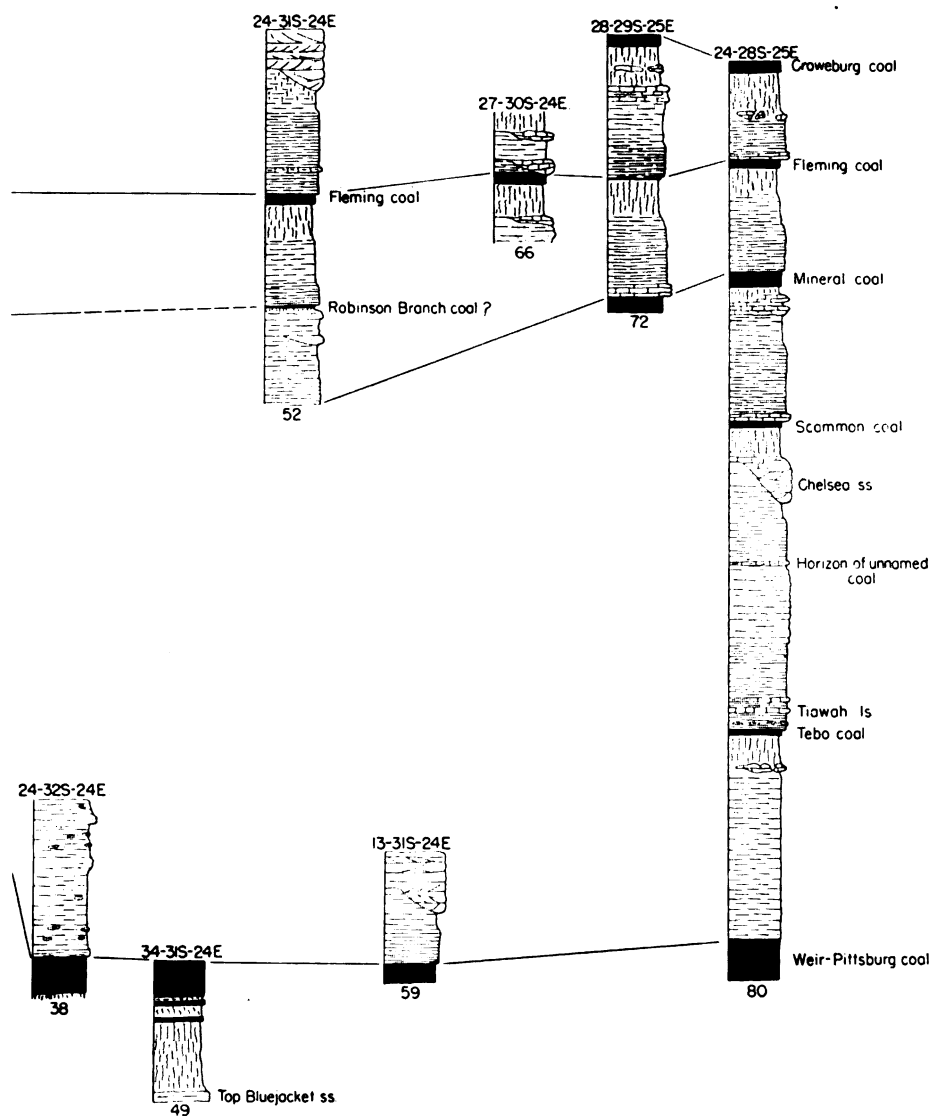 24-31S-24E
28-29S-25E
24-28S-25E
Croweburg coal
27-30S-24E
Fleming coal
Fleming coal
66
Mineral coal
Robinson Branch coal ?
72
52
Scammon coal
Chelsea ss
Horizon of unnamed
coal
Tiawah ls
Tebo coal
24-32S-24E
13-31S-24E
34-31S-24E
Weir-Pittsburg coal
38
59
80
Top Bluejacket ss.
49